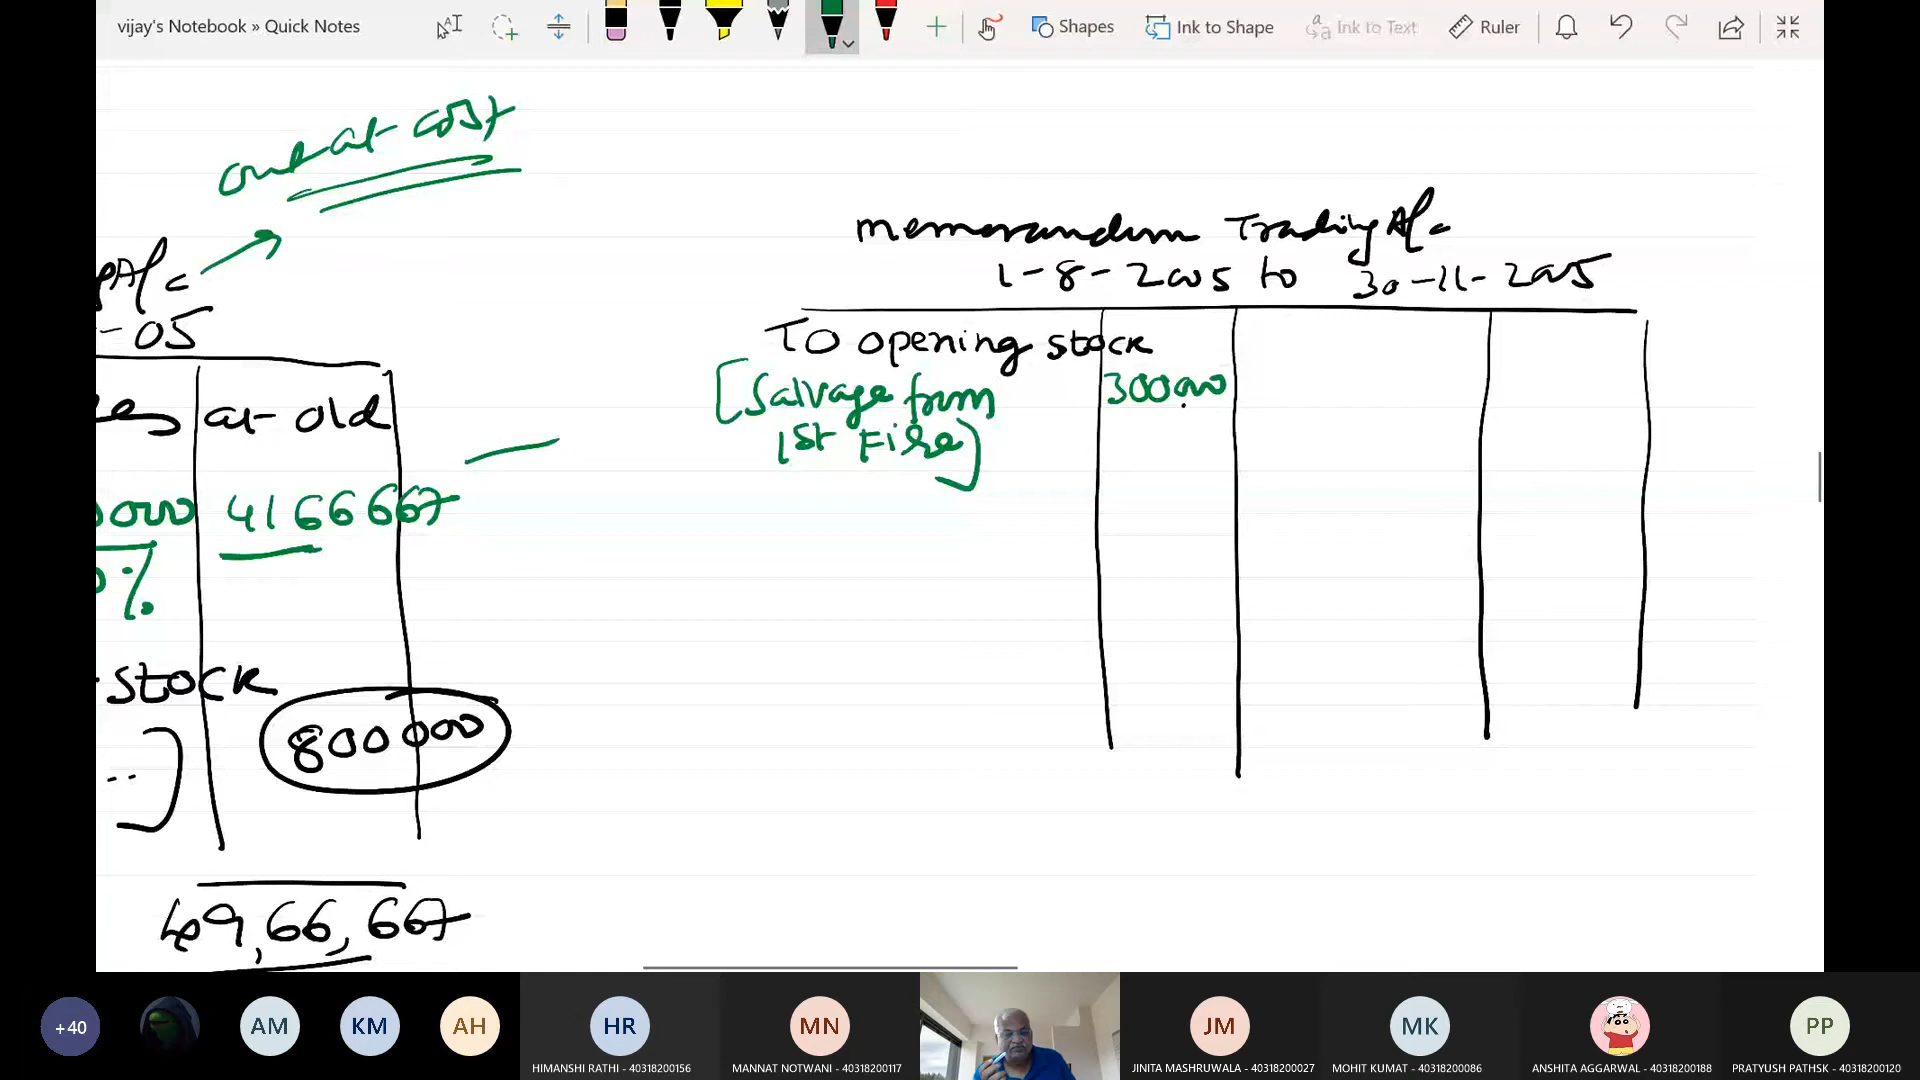 vijay's Notebook » Quick Notes
Shapes
Ink to Shape
Ink to Text
Ruler
out at cost
memorandum Trading A/c
1-8-2005 to 30-11-2005
A/c
-05
at old
To opening stock
[Salvage from 1st Fire]
300000
4166667
0%
stock
800000
49,66,667
+40
AM
KM
AH
HR
MN
JM
MK
PP
HIMANSHI RATHI - 40318200156
MANNAT NOTWANI - 40318200117
JINITA MASHRUWALA - 40318200027
MOHIT KUMAT - 40318200086
ANSHITA AGGARWAL - 40318200188
PRATYUSH PATHSK - 40318200120